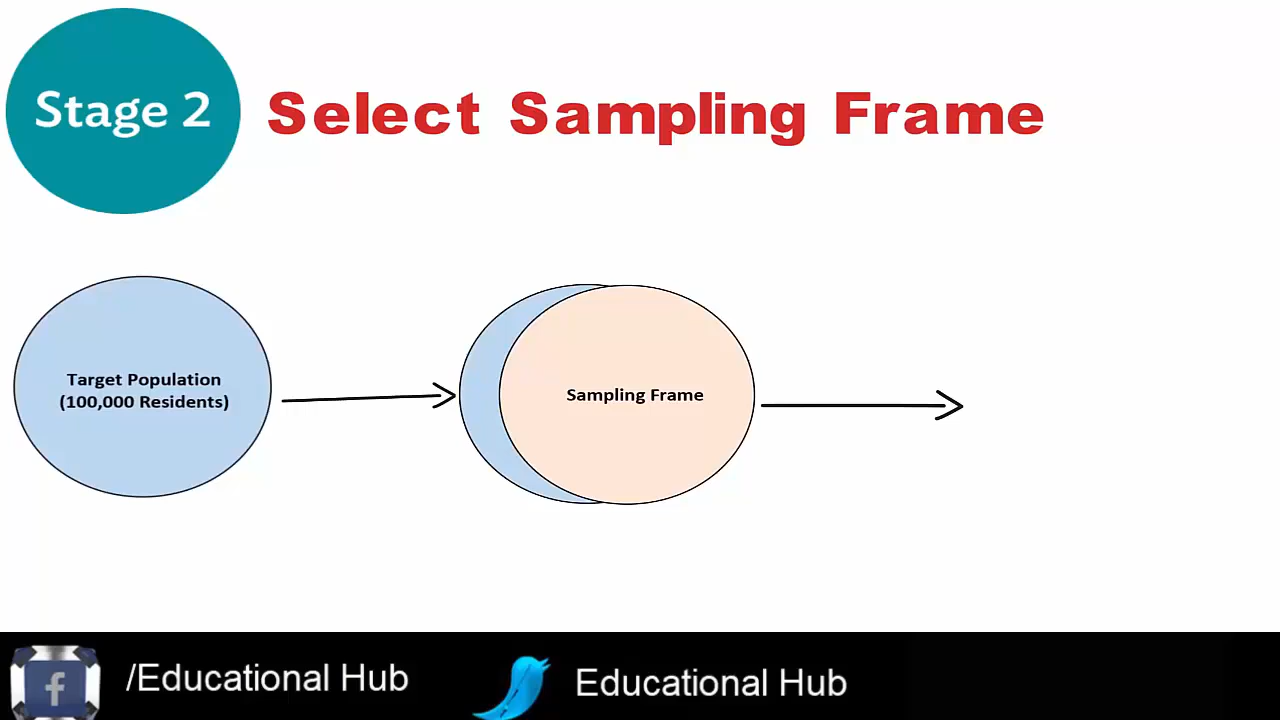 Stage 2
Select Sampling Frame
Target Population
(100,000 Residents)
Sampling Frame
/Educational Hub
Educational Hub